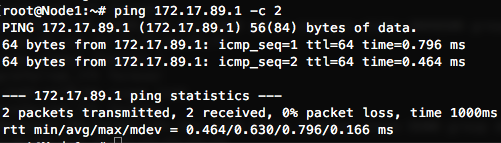 [root@Node1:~# ping 172.17.89.1 -c 2
PING 172.17.89.1 (172.17.89.1) 56(84) bytes of data.
64 bytes from 172.17.89.1: icmp_seq=1 ttl=64 time=0.796 ms
64 bytes from 172.17.89.1: icmp_seq=2 ttl=64 time=0.464 ms
--- 172.17.89.1 ping statistics ---
2 packets transmitted, 2 received, 0% packet loss, time 1000ms
rtt min/avg/max/mdev = 0.464/0.630/0.796/0.166 ms